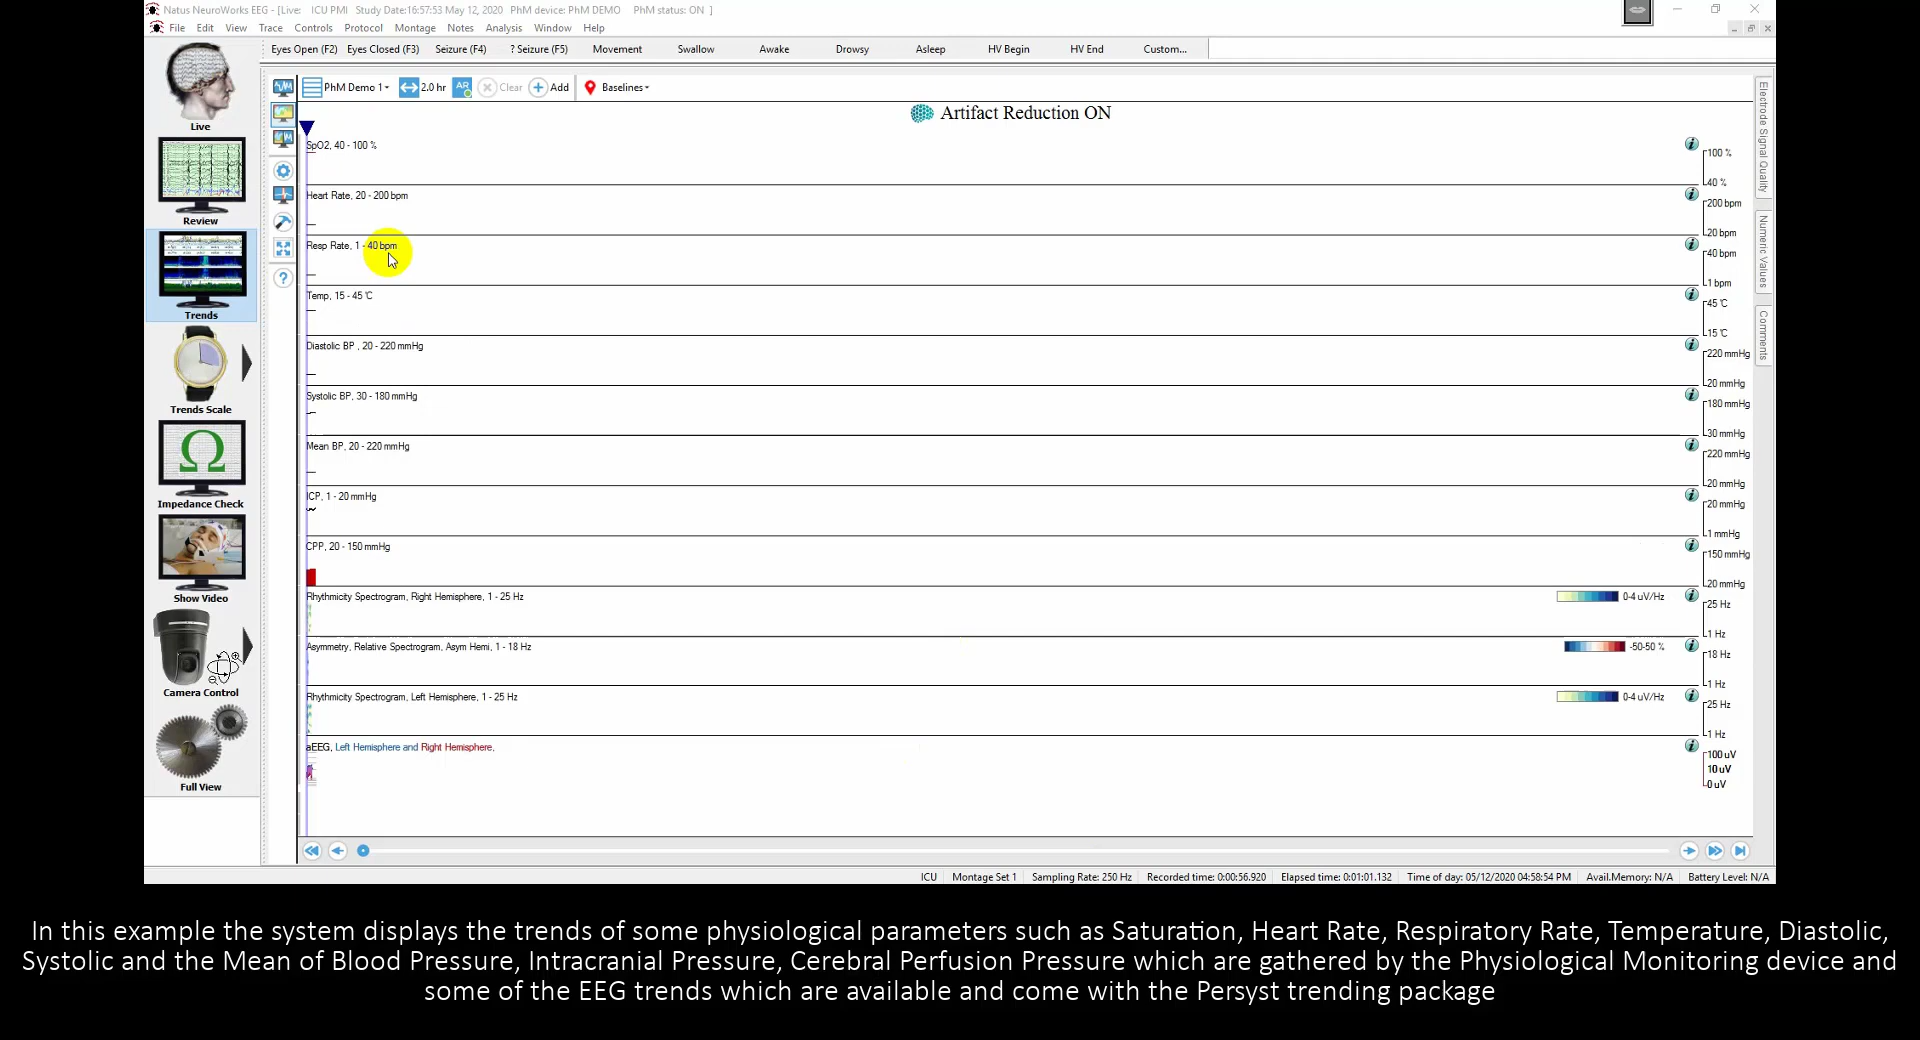 Natus NeuroWorks EEG - [Live: ICU PMI Study Date:16:57:53 May 12, 2020 PhM device: PhM DEMO PhM status: ON ]
File Edit View Trace Controls Protocol Montage Notes Analysis Window Help
Eyes Open (F2) Eyes Closed (F3) Seizure (F4) ? Seizure (F5) Movement Swallow Awake Drowsy Asleep HV Begin HV End Custom...
PhM Demo 1 2.0 hr AR Clear Add Baselines
Artifact Reduction ON
Live
Review
Trends
Trends Scale
Impedance Check
Show Video
Camera Control
Full View
SpO2, 40 - 100 %
100 %
40 %
Heart Rate, 20 - 200 bpm
200 bpm
20 bpm
Resp Rate, 1 - 40 bpm
40 bpm
1 bpm
Temp, 15 - 45 °C
45 °C
15 °C
Diastolic BP , 20 - 220 mmHg
220 mmHg
20 mmHg
Systolic BP, 30 - 180 mmHg
180 mmHg
30 mmHg
Mean BP, 20 - 220 mmHg
220 mmHg
20 mmHg
ICP, 1 - 20 mmHg
20 mmHg
1 mmHg
CPP, 20 - 150 mmHg
150 mmHg
20 mmHg
Rhythmicity Spectrogram, Right Hemisphere, 1 - 25 Hz
0-4 uV/Hz
25 Hz
1 Hz
Asymmetry, Relative Spectrogram, Asym Hemi, 1 - 18 Hz
-50-50 %
18 Hz
1 Hz
Rhythmicity Spectrogram, Left Hemisphere, 1 - 25 Hz
0-4 uV/Hz
25 Hz
1 Hz
aEEG, Left Hemisphere and Right Hemisphere,
100 uV
10 uV
0 uV
Electrode Signal Quality
Numeric Values
Comments
ICU Montage Set 1 Sampling Rate: 250 Hz Recorded time: 0:00:56.920 Elapsed time: 0:01:01.132 Time of day: 05/12/2020 04:58:54 PM Avail.Memory: N/A Battery Level: N/A
In this example the system displays the trends of some physiological parameters such as Saturation, Heart Rate, Respiratory Rate, Temperature, Diastolic,
Systolic and the Mean of Blood Pressure, Intracranial Pressure, Cerebral Perfusion Pressure which are gathered by the Physiological Monitoring device and
some of the EEG trends which are available and come with the Persyst trending package